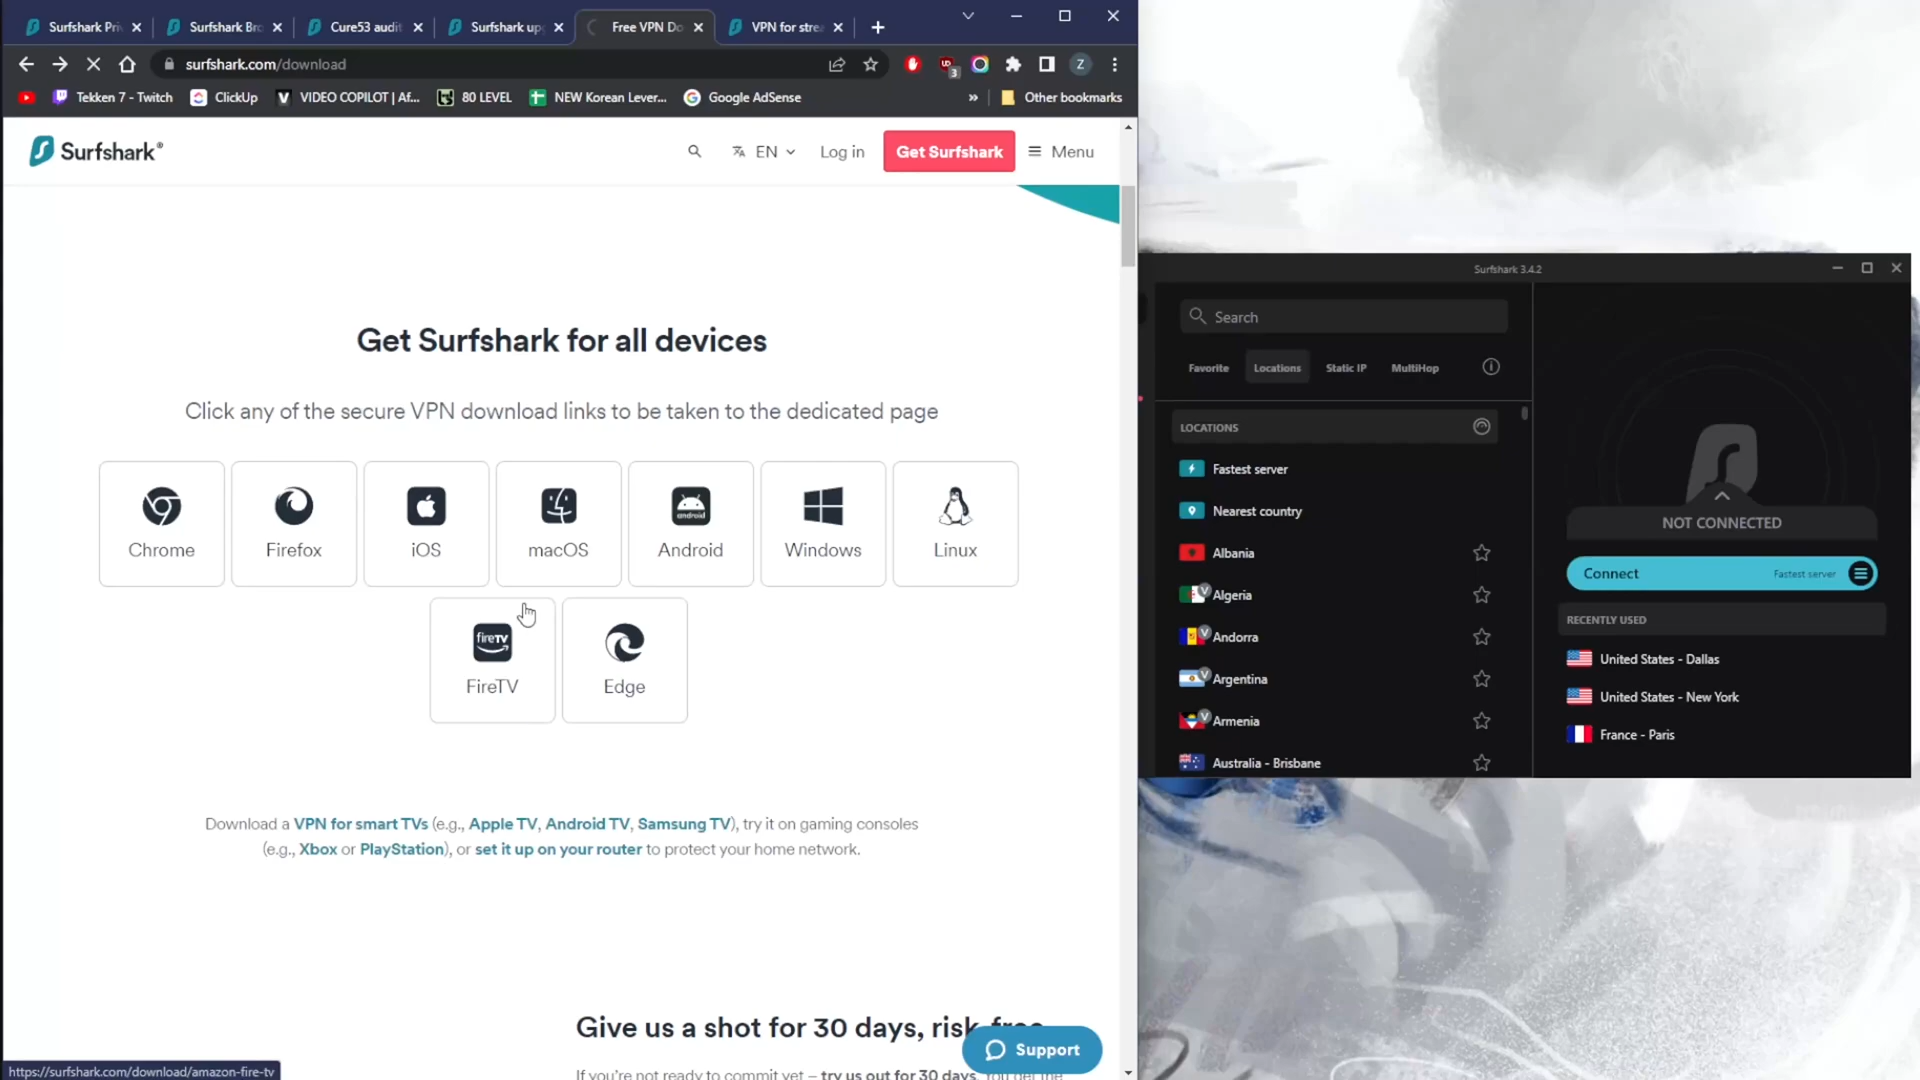 Surfshark Pri
Surfshark Bro
Cure53 audit
Surfshark up
Free VPN Do
VPN for strea
surfshark.com/download
3
Z
Tekken 7 - Twitch
ClickUp
VIDEO COPILOT | Af...
80 LEVEL
NEW Korean Lever...
Google AdSense
»
Other bookmarks
Surfshark®
EN
Log in
Get Surfshark
Menu
Get Surfshark for all devices
Click any of the secure VPN download links to be taken to the dedicated page
Chrome
Firefox
iOS
macOS
android
Android
Windows
Linux
fireTV
FireTV
Edge
Download a VPN for smart TVs (e.g., Apple TV, Android TV, Samsung TV), try it on gaming consoles
(e.g., Xbox or PlayStation), or set it up on your router to protect your home network.
Give us a shot for 30 days, risk-free
If you're not ready to commit yet – try us out for 30 days. You get the
Support
https://surfshark.com/download/amazon-fire-tv
Surfshark 3.4.2
Search
Favorite
Locations
Static IP
MultiHop
LOCATIONS
Fastest server
Nearest country
Albania
V
Algeria
V
Andorra
V
Argentina
V
Armenia
Australia - Brisbane
NOT CONNECTED
Connect
Fastest server
RECENTLY USED
United States - Dallas
United States - New York
France - Paris